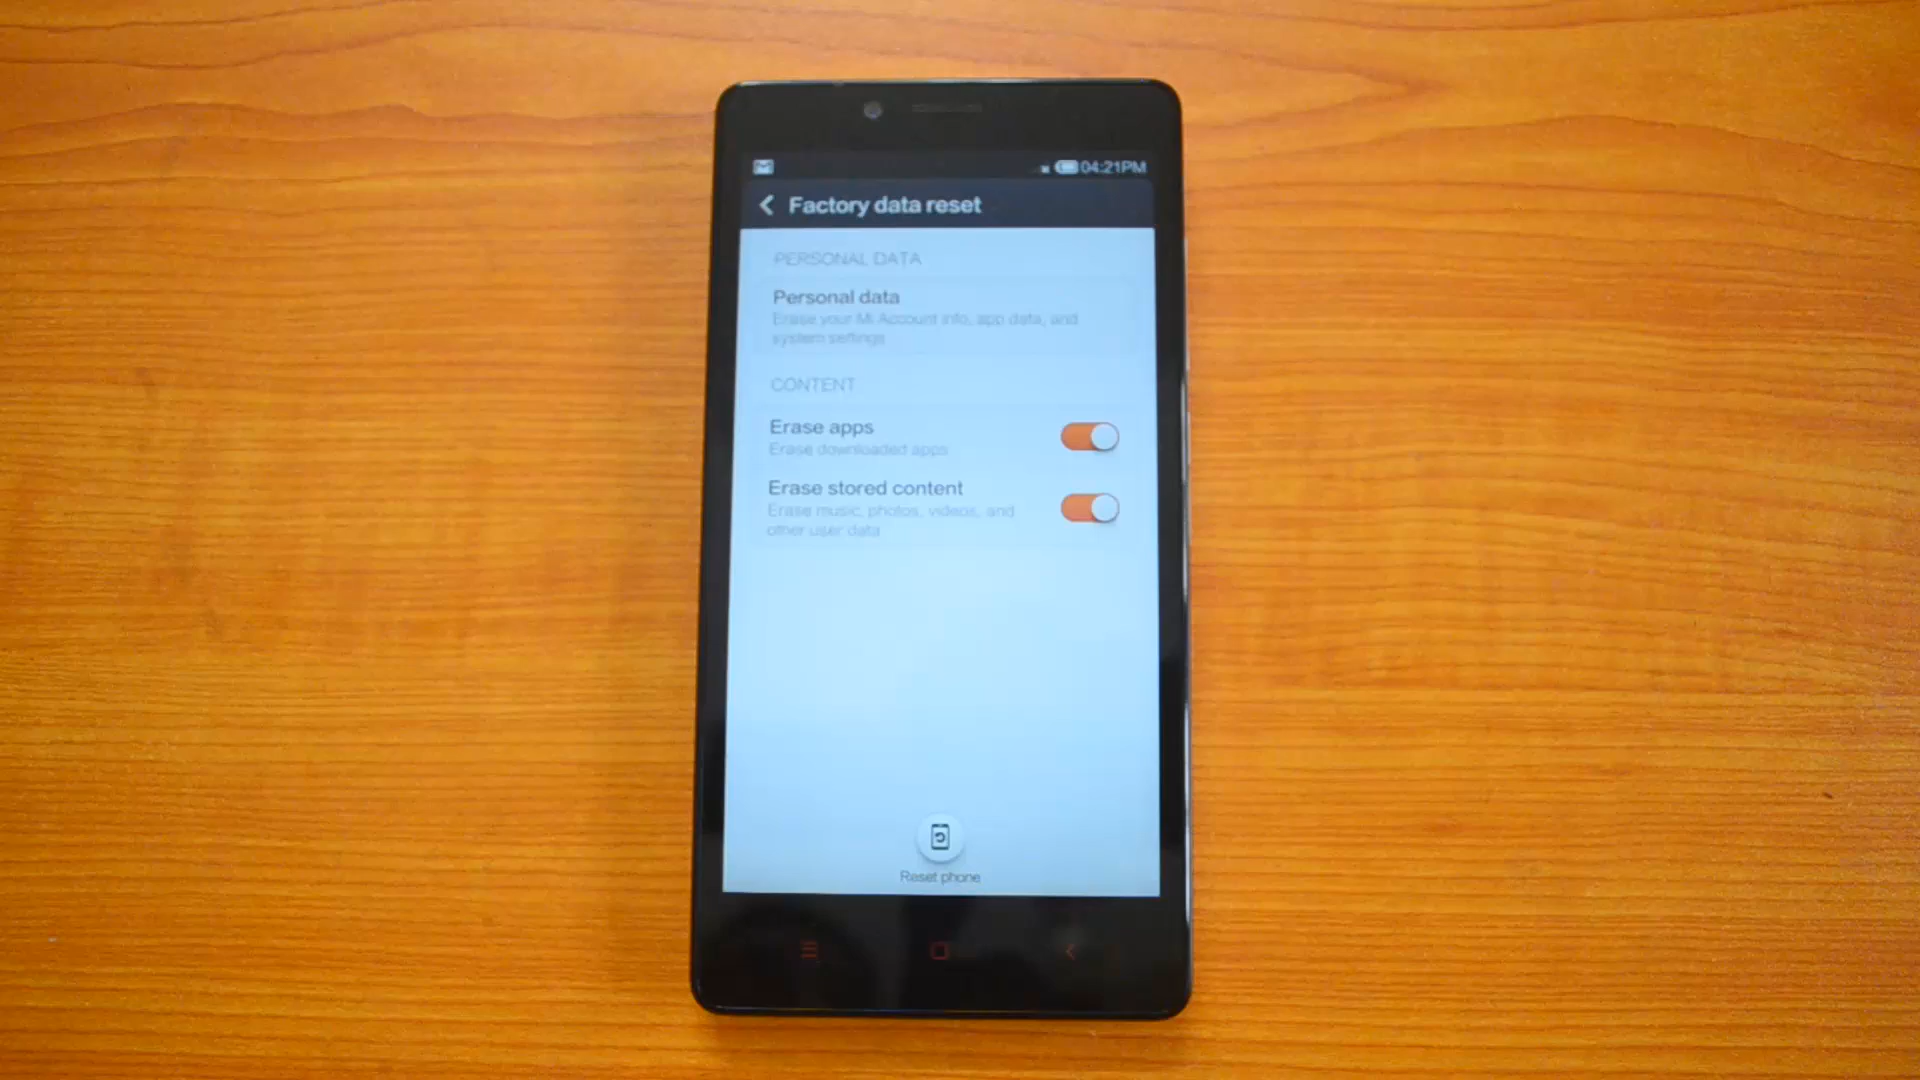 04:21PM
Factory data reset
PERSONAL DATA
Personal data
Erase your Mi Account info, app data, and
system settings
CONTENT
Erase apps
Erase downloaded apps
Erase stored content
Erase music, photos, videos, and
other user data
Reset phone